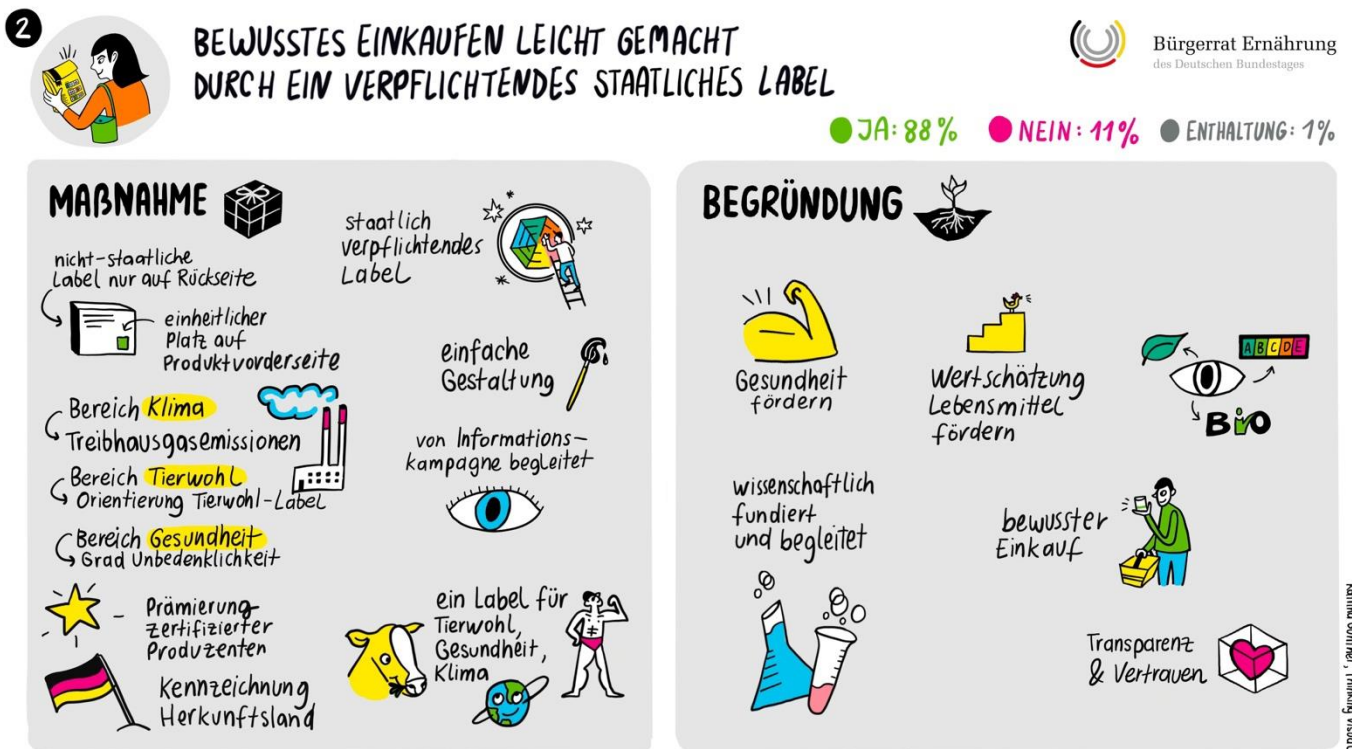 2
BEWUSSTES EINKAUFEN LEICHT GEMACHT
DURCH EIN VERPFLICHTENDES STAATLICHES LABEL
Bürgerrat Ernährung
des Deutschen Bundestages
JA: 88%
NEIN: 11%
ENTHALTUNG: 1%
MAẞNAHME
nicht-staatliche
Label nur auf Rückseite
einheitlicher
Platz auf
Produktvorderseite
Bereich Klima
Treibhausgasemissionen
Bereich Tierwohl
Orientierung Tierwohl-Label
Bereich Gesundheit
Grad Unbedenklichkeit
Prämierung
zertifizierter
Produzenten
Kennzeichnung
Herkunftsland
staatlich
verpflichtendes
Label
einfache
Gestaltung
von Informations-
kampagne begleitet
ein Label für
Tierwohl,
Gesundheit,
Klima
BEGRÜNDUNG
Gesundheit
fördern
Wertschätzung
Lebensmittel
fördern
ABCDE
BiO
wissenschaftlich
fundiert
und begleitet
bewusster
Einkauf
Transparenz
& Vertrauen